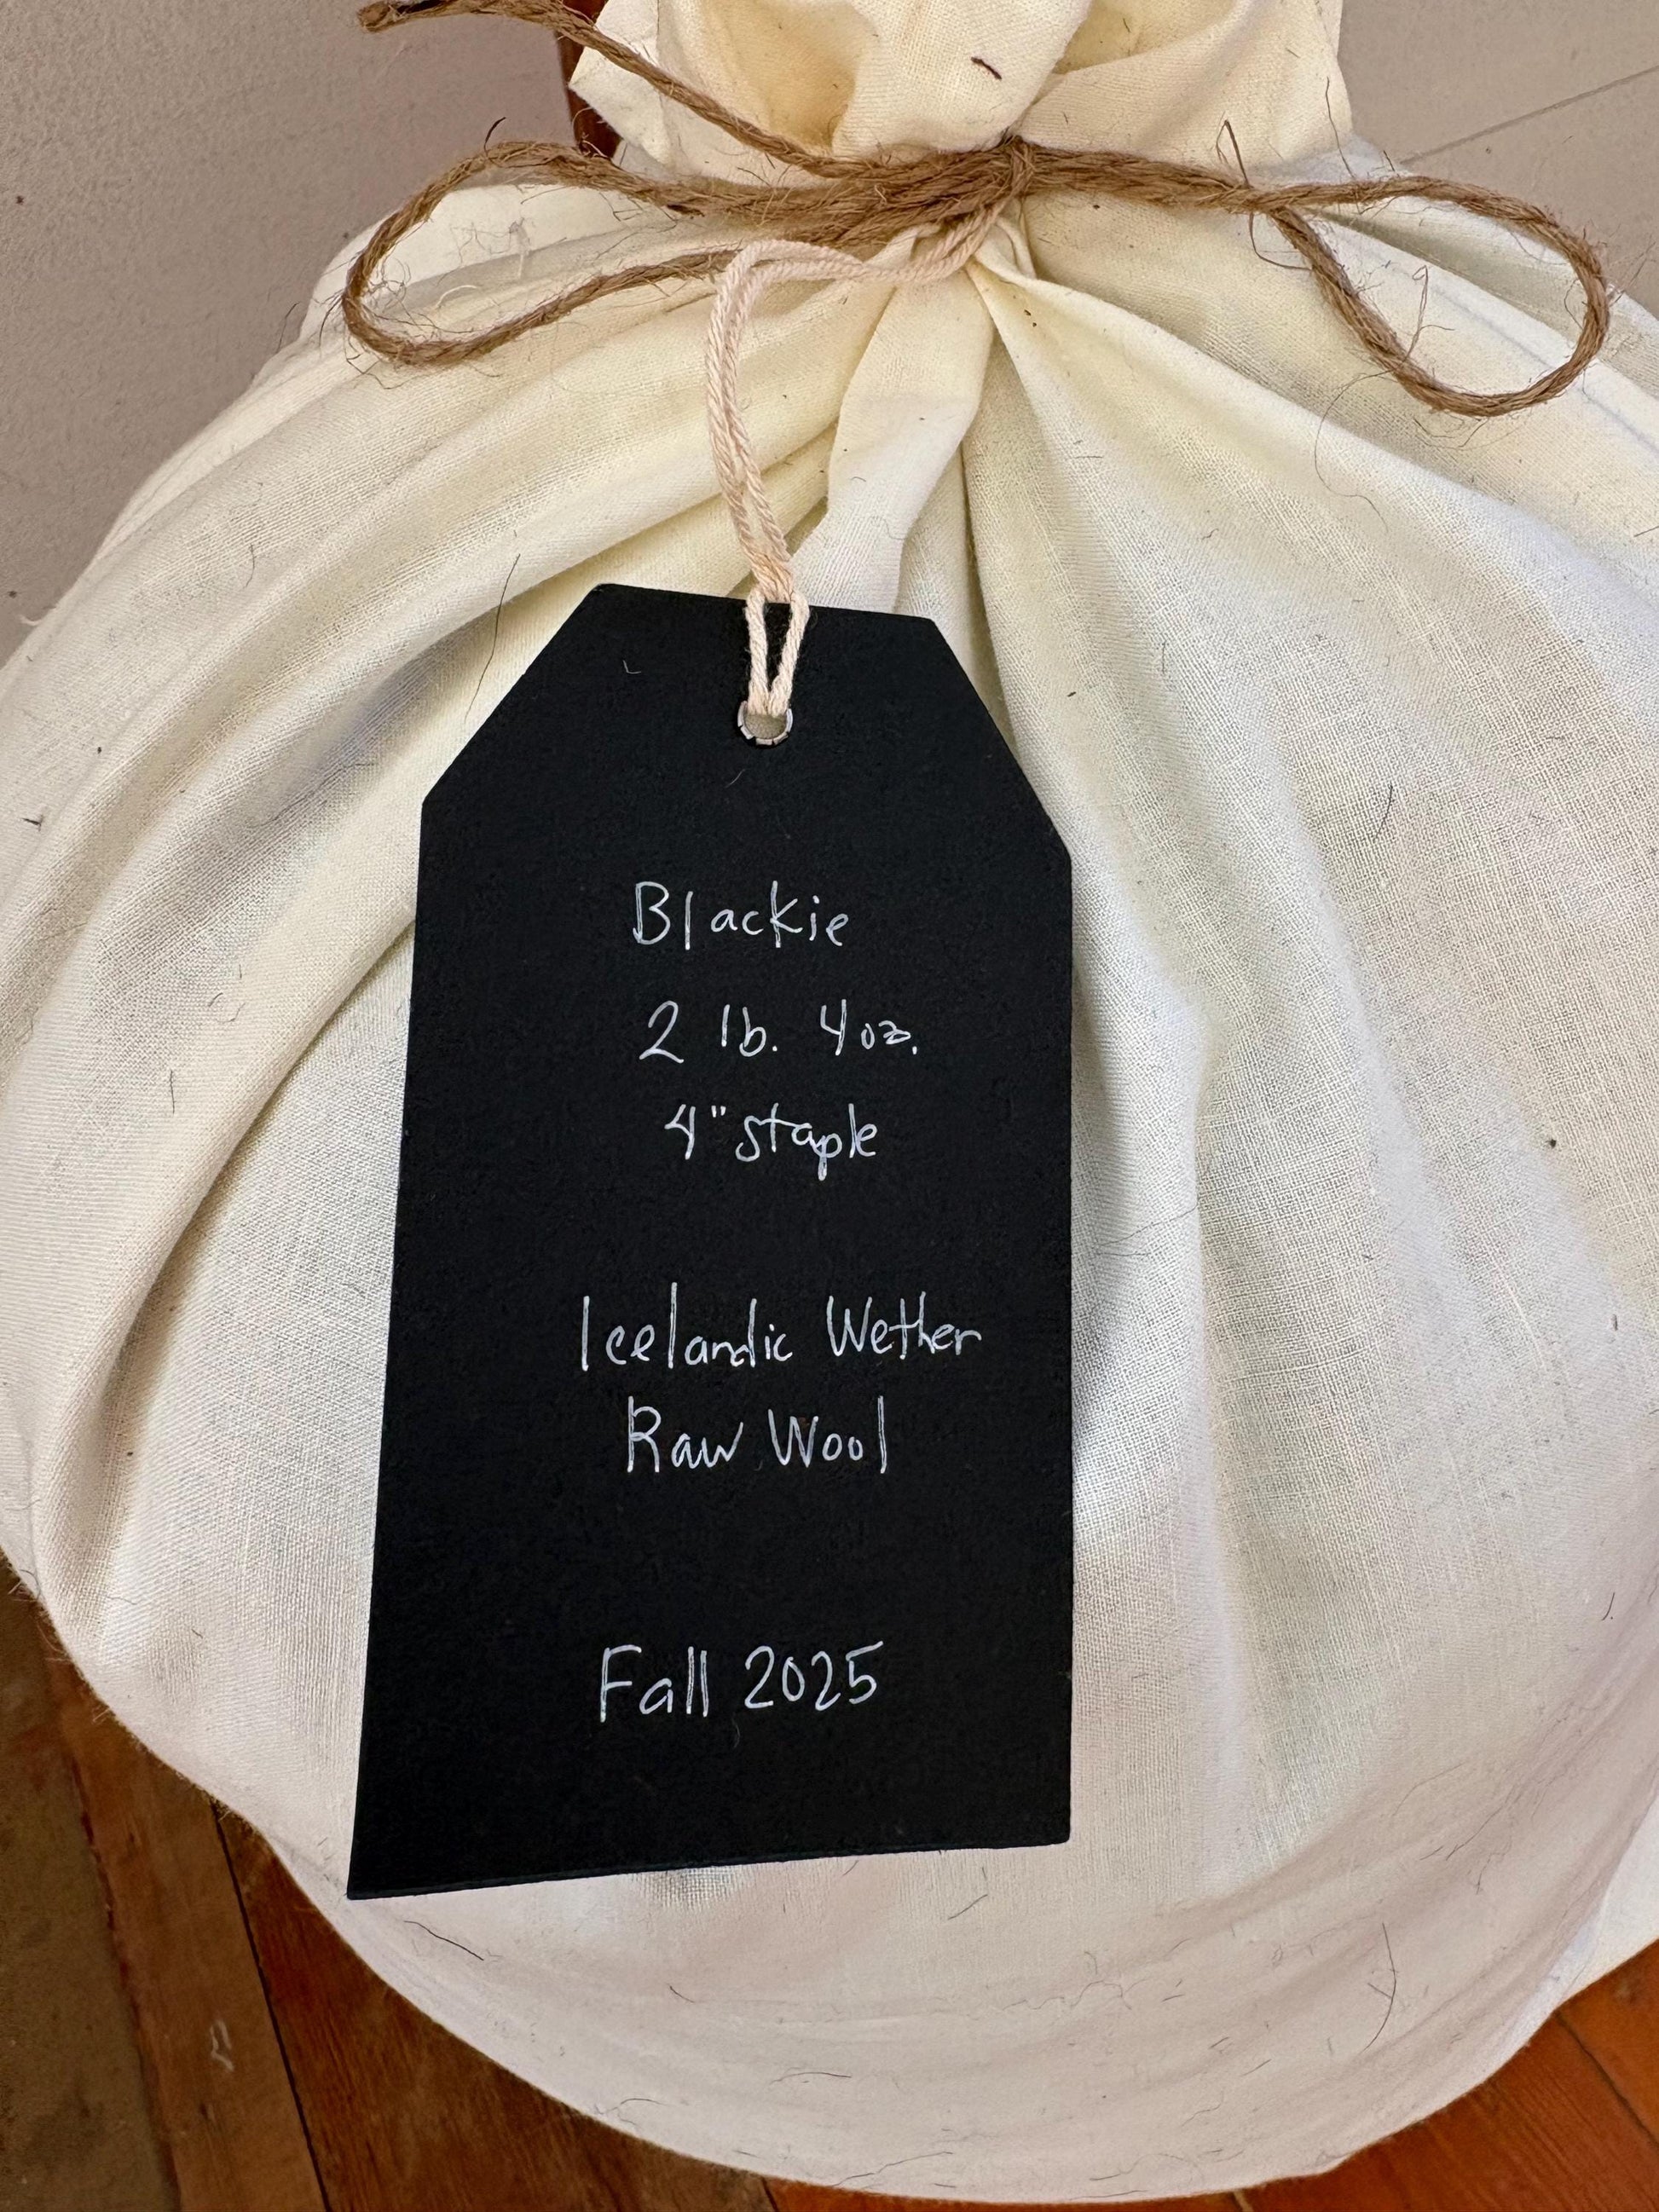 Blackie
2 lb. 4oz.
4" staple
Icelandic Wether
Raw Wool
Fall 2025